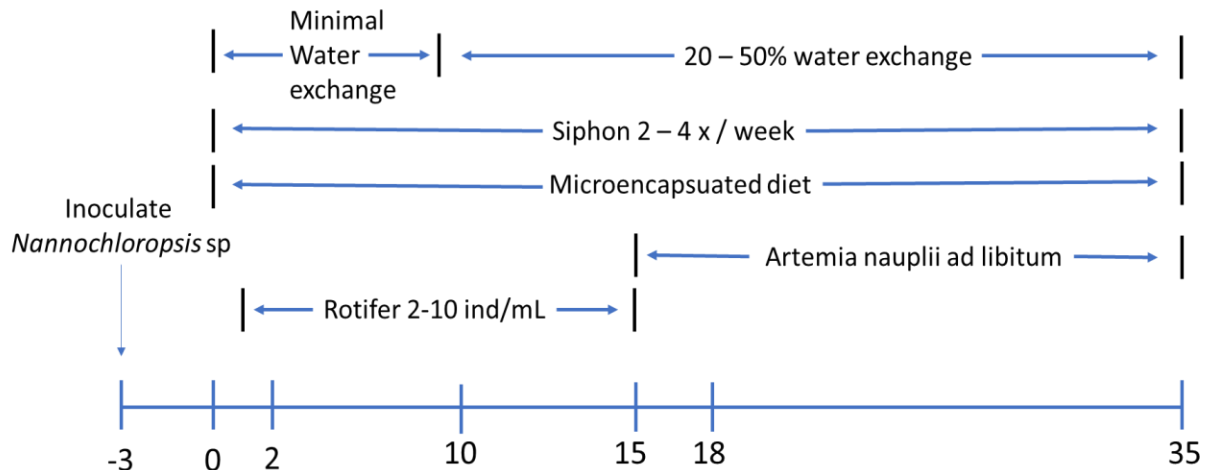 Minimal
Water
exchange
20 – 50% water exchange
Siphon 2 – 4 x / week
Microencapsuated diet
Inoculate
Nannochloropsis sp
Artemia nauplii ad libitum
Rotifer 2-10 ind/mL
-3 0 2 10 15 18 35